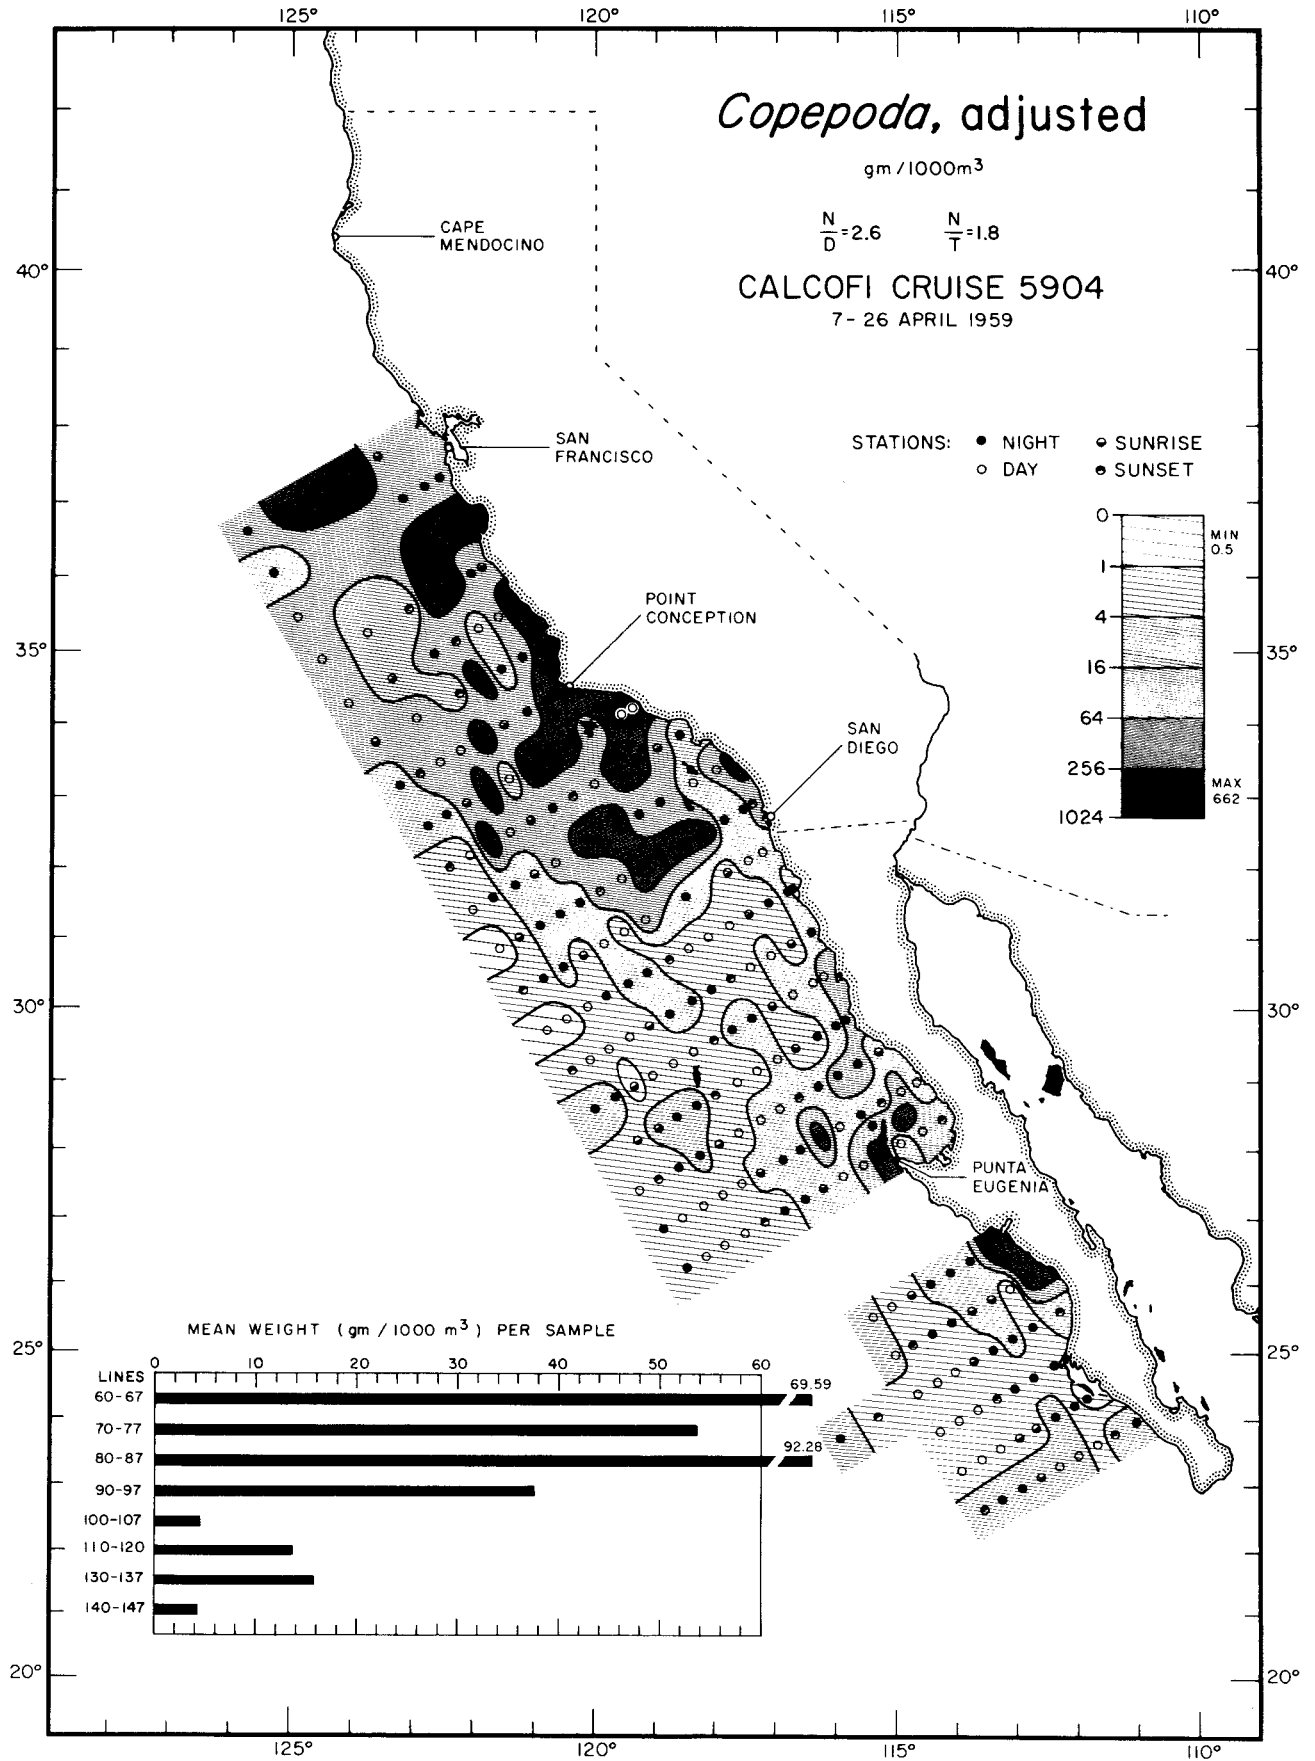 125° 120° 115° 110°
Copepoda, adjusted
gm/1000m³
N/D=2.6 N/T=1.8
CALCOFI CRUISE 5904
7-26 APRIL 1959
CAPE
MENDOCINO
40° 40°
SAN
FRANCISCO
STATIONS: ● NIGHT ◒ SUNRISE
○ DAY ◓ SUNSET
0
MIN
0.5
1
4
16
64
256
MAX
662
1024
POINT
CONCEPTION
35° 35°
SAN
DIEGO
30° 30°
PUNTA
EUGENIA
MEAN WEIGHT (gm/1000 m³) PER SAMPLE
25° 25°
LINES 0 10 20 30 40 50 60
60-67 69.59
70-77
80-87 92.28
90-97
100-107
110-120
130-137
140-147
20° 20°
125° 120° 115° 110°